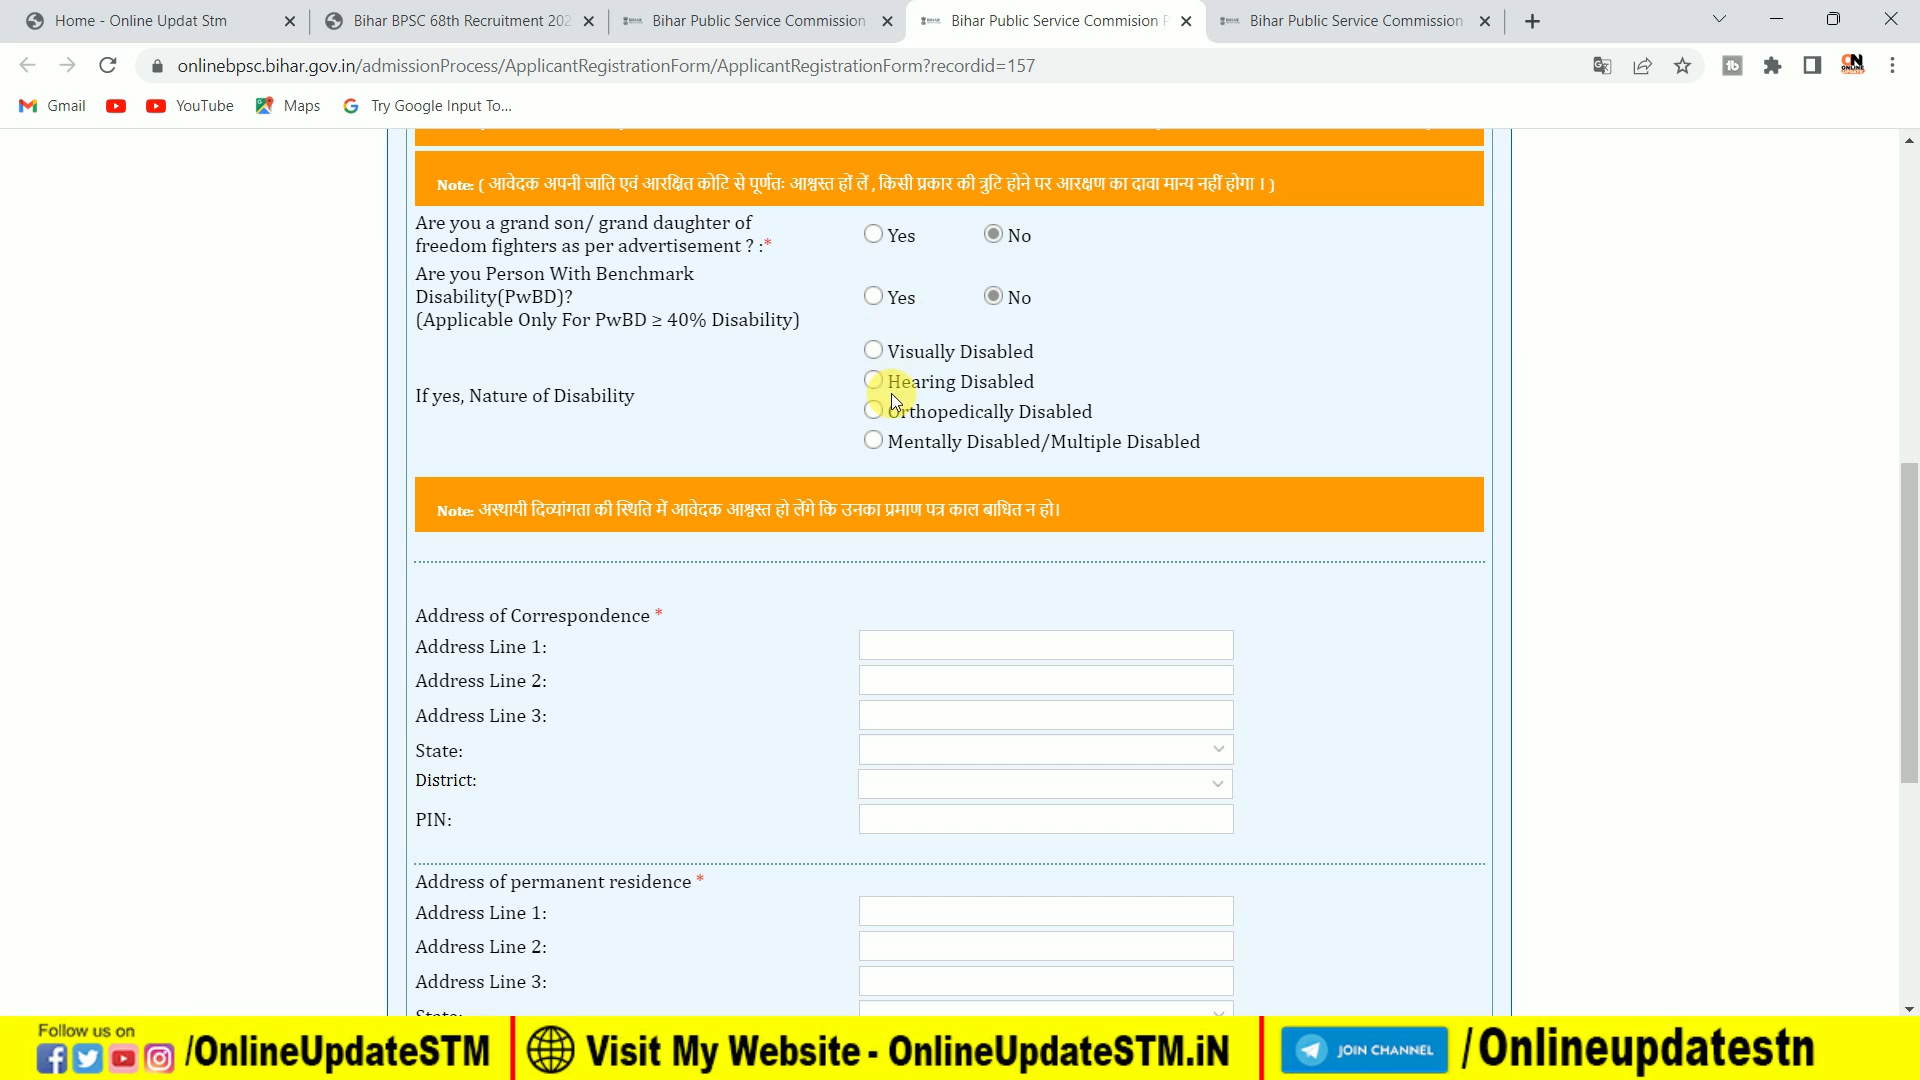 Home - Online Updat Stm
Bihar BPSC 68th Recruitment 202
Bihar Public Service Commission
Bihar Public Service Commision P
Bihar Public Service Commission
onlinebpsc.bihar.gov.in/admissionProcess/ApplicantRegistrationForm/ApplicantRegistrationForm?recordid=157
Gmail
YouTube
Maps
Try Google Input To...
Note: ( आवेदक अपनी जाति एवं आरक्षित कोटि से पूर्णतः आश्वस्त हों लें , किसी प्रकार की त्रुटि होने पर आरक्षण का दावा मान्य नहीं होगा । )
Are you a grand son/ grand daughter of
freedom fighters as per advertisement ? :*
Yes
No
Are you Person With Benchmark
Disability(PwBD)?
(Applicable Only For PwBD ≥ 40% Disability)
Yes
No
If yes, Nature of Disability
Visually Disabled
Hearing Disabled
Orthopedically Disabled
Mentally Disabled/Multiple Disabled
Note: अस्थायी दिव्यांगता की स्थिति में आवेदक आश्वस्त हो लेंगे कि उनका प्रमाण पत्र काल बाधित न हो।
Address of Correspondence *
Address Line 1:
Address Line 2:
Address Line 3:
State:
District:
PIN:
Address of permanent residence *
Address Line 1:
Address Line 2:
Address Line 3:
State:
Follow us on
/OnlineUpdateSTM
Visit My Website - OnlineUpdateSTM.iN
JOIN CHANNEL
/Onlineupdatestn